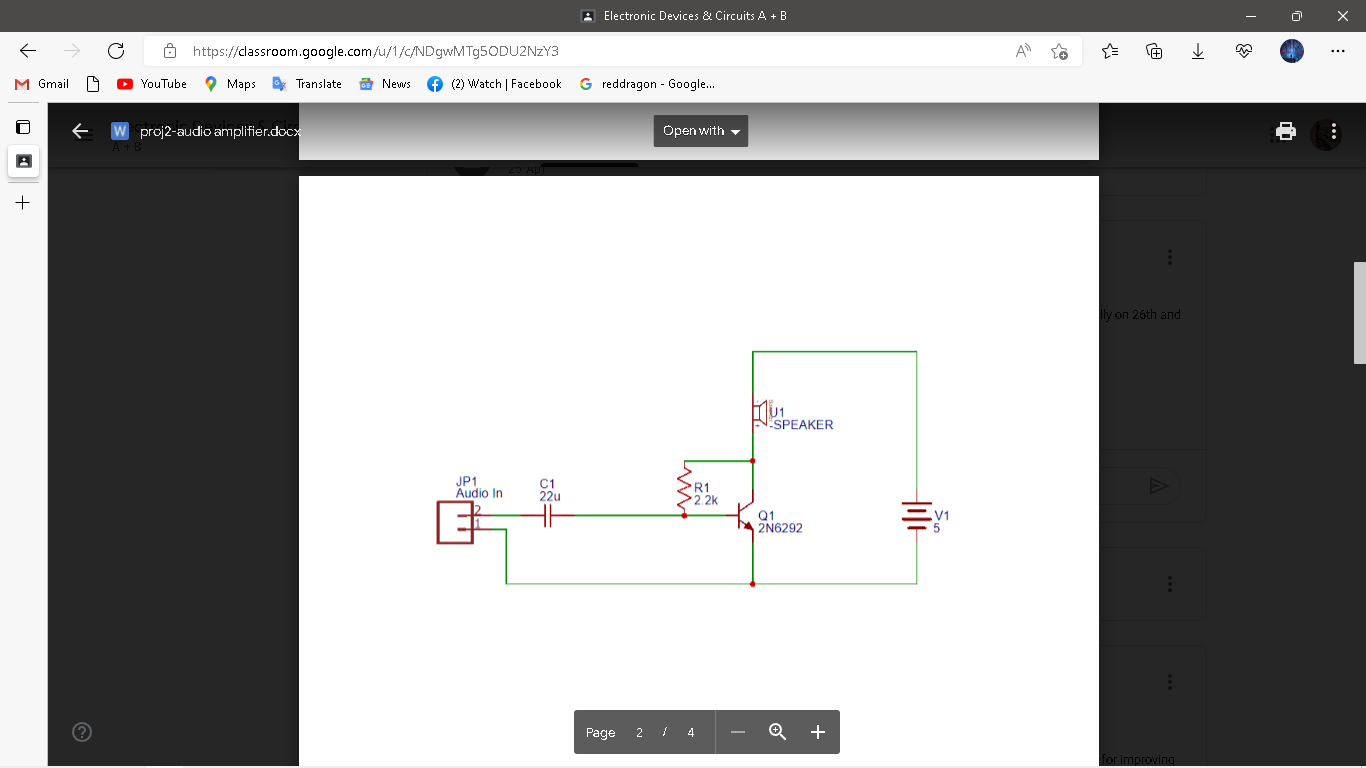 Electronic Devices & Circuits A + B
https://classroom.google.com/u/1/c/NDgwMTg5ODU2NzY3
Gmail YouTube Maps Translate News (2) Watch | Facebook reddragon - Google...
W proj2-audio amplifier.docx Open with
A + B
25 Apr
lly on 26th and
U1
-SPEAKER
JP1
Audio In
2
1
C1
22u
R1
2.2k
Q1
2N6292
V1
5
Page 2 / 4
for improving